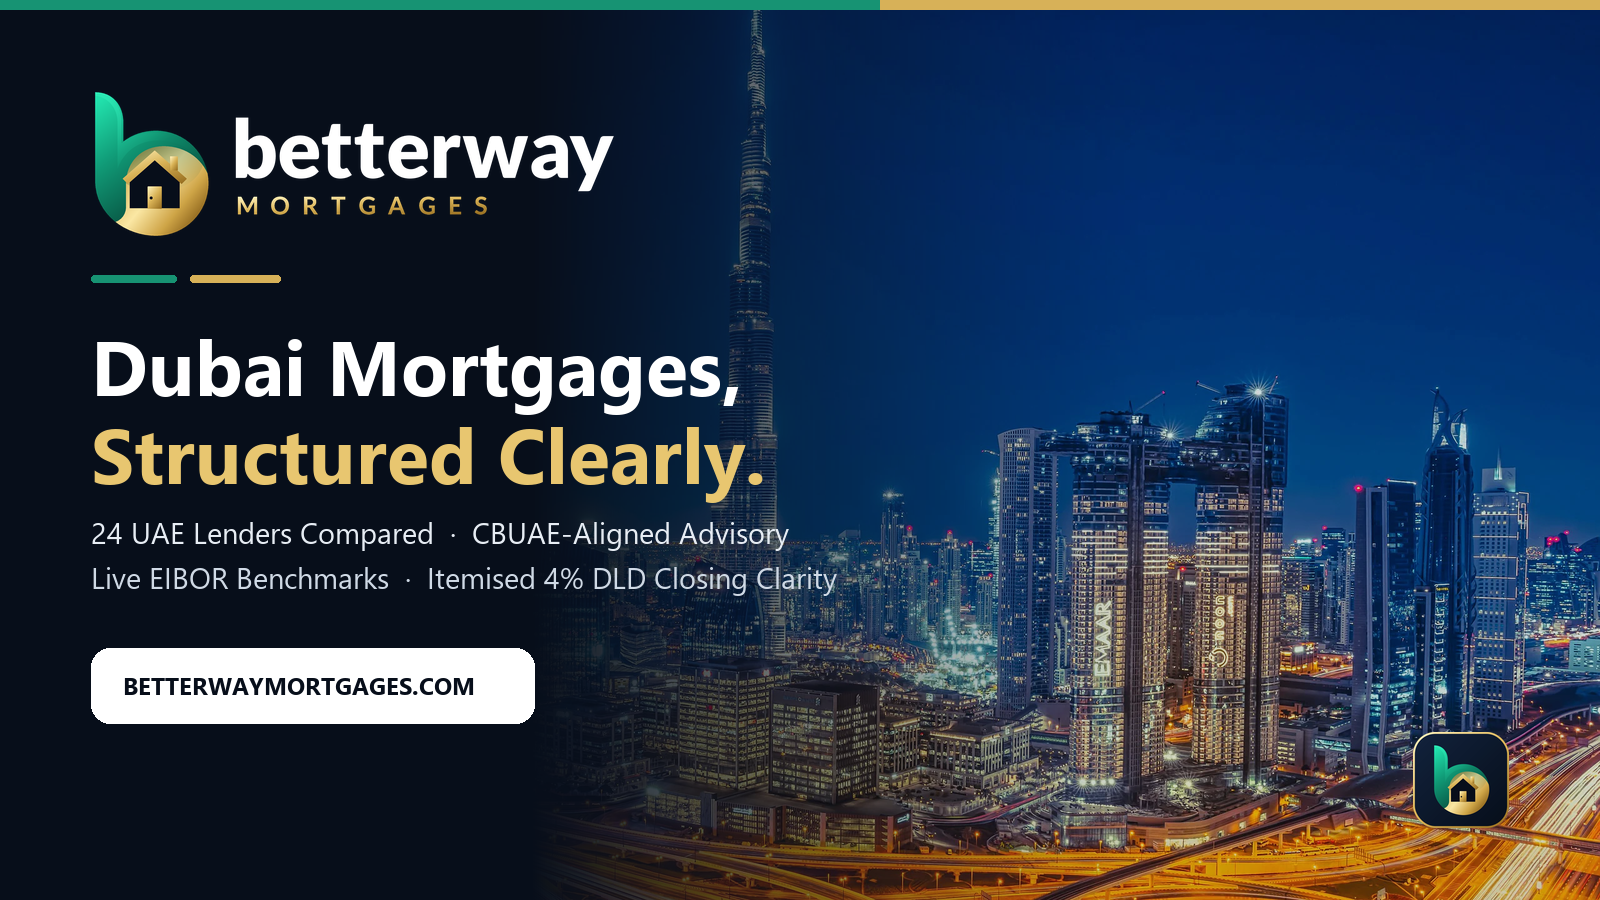 betterway
MORTGAGES
Dubai Mortgages,
Structured Clearly.
24 UAE Lenders Compared · CBUAE-Aligned Advisory
Live EIBOR Benchmarks · Itemised 4% DLD Closing Clarity
BETTERWAYMORTGAGES.COM
EMAAR